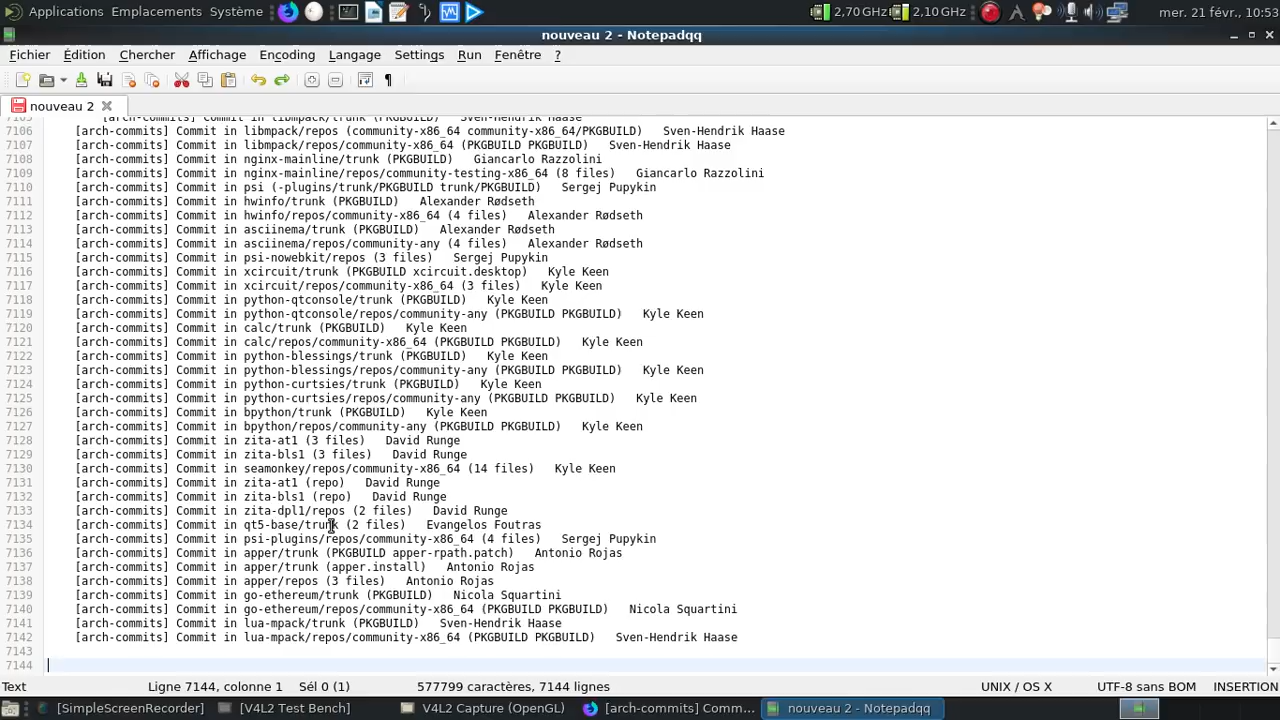 Applications Emplacements Système 2,70 GHz 2,10 GHz mer. 21 févr., 10:53
nouveau 2 - Notepadqq
Fichier Édition Chercher Affichage Encoding Langage Settings Run Fenêtre ?
nouveau 2
7105 [arch-commits] Commit in libmpack/trunk (PKGBUILD) Sven-Hendrik Haase
7106 [arch-commits] Commit in libmpack/repos (community-x86_64 community-x86_64/PKGBUILD) Sven-Hendrik Haase
7107 [arch-commits] Commit in libmpack/repos/community-x86_64 (PKGBUILD PKGBUILD) Sven-Hendrik Haase
7108 [arch-commits] Commit in nginx-mainline/trunk (PKGBUILD) Giancarlo Razzolini
7109 [arch-commits] Commit in nginx-mainline/repos/community-testing-x86_64 (8 files) Giancarlo Razzolini
7110 [arch-commits] Commit in psi (-plugins/trunk/PKGBUILD trunk/PKGBUILD) Sergej Pupykin
7111 [arch-commits] Commit in hwinfo/trunk (PKGBUILD) Alexander Rødseth
7112 [arch-commits] Commit in hwinfo/repos/community-x86_64 (4 files) Alexander Rødseth
7113 [arch-commits] Commit in asciinema/trunk (PKGBUILD) Alexander Rødseth
7114 [arch-commits] Commit in asciinema/repos/community-any (4 files) Alexander Rødseth
7115 [arch-commits] Commit in psi-nowebkit/repos (3 files) Sergej Pupykin
7116 [arch-commits] Commit in xcircuit/trunk (PKGBUILD xcircuit.desktop) Kyle Keen
7117 [arch-commits] Commit in xcircuit/repos/community-x86_64 (3 files) Kyle Keen
7118 [arch-commits] Commit in python-qtconsole/trunk (PKGBUILD) Kyle Keen
7119 [arch-commits] Commit in python-qtconsole/repos/community-any (PKGBUILD PKGBUILD) Kyle Keen
7120 [arch-commits] Commit in calc/trunk (PKGBUILD) Kyle Keen
7121 [arch-commits] Commit in calc/repos/community-x86_64 (PKGBUILD PKGBUILD) Kyle Keen
7122 [arch-commits] Commit in python-blessings/trunk (PKGBUILD) Kyle Keen
7123 [arch-commits] Commit in python-blessings/repos/community-any (PKGBUILD PKGBUILD) Kyle Keen
7124 [arch-commits] Commit in python-curtsies/trunk (PKGBUILD) Kyle Keen
7125 [arch-commits] Commit in python-curtsies/repos/community-any (PKGBUILD PKGBUILD) Kyle Keen
7126 [arch-commits] Commit in bpython/trunk (PKGBUILD) Kyle Keen
7127 [arch-commits] Commit in bpython/repos/community-any (PKGBUILD PKGBUILD) Kyle Keen
7128 [arch-commits] Commit in zita-at1 (3 files) David Runge
7129 [arch-commits] Commit in zita-bls1 (3 files) David Runge
7130 [arch-commits] Commit in seamonkey/repos/community-x86_64 (14 files) Kyle Keen
7131 [arch-commits] Commit in zita-at1 (repo) David Runge
7132 [arch-commits] Commit in zita-bls1 (repo) David Runge
7133 [arch-commits] Commit in zita-dpl1/repos (2 files) David Runge
7134 [arch-commits] Commit in qt5-base/trunk (2 files) Evangelos Foutras
7135 [arch-commits] Commit in psi-plugins/repos/community-x86_64 (4 files) Sergej Pupykin
7136 [arch-commits] Commit in apper/trunk (PKGBUILD apper-rpath.patch) Antonio Rojas
7137 [arch-commits] Commit in apper/trunk (apper.install) Antonio Rojas
7138 [arch-commits] Commit in apper/repos (3 files) Antonio Rojas
7139 [arch-commits] Commit in go-ethereum/trunk (PKGBUILD) Nicola Squartini
7140 [arch-commits] Commit in go-ethereum/repos/community-x86_64 (PKGBUILD PKGBUILD) Nicola Squartini
7141 [arch-commits] Commit in lua-mpack/trunk (PKGBUILD) Sven-Hendrik Haase
7142 [arch-commits] Commit in lua-mpack/repos/community-x86_64 (PKGBUILD PKGBUILD) Sven-Hendrik Haase
7143
7144
Text Ligne 7144, colonne 1 Sél 0 (1) 577799 caractères, 7144 lignes UNIX / OS X UTF-8 sans BOM INSERTION
[SimpleScreenRecorder] [V4L2 Test Bench] V4L2 Capture (OpenGL) [arch-commits] Comm... nouveau 2 - Notepadqq